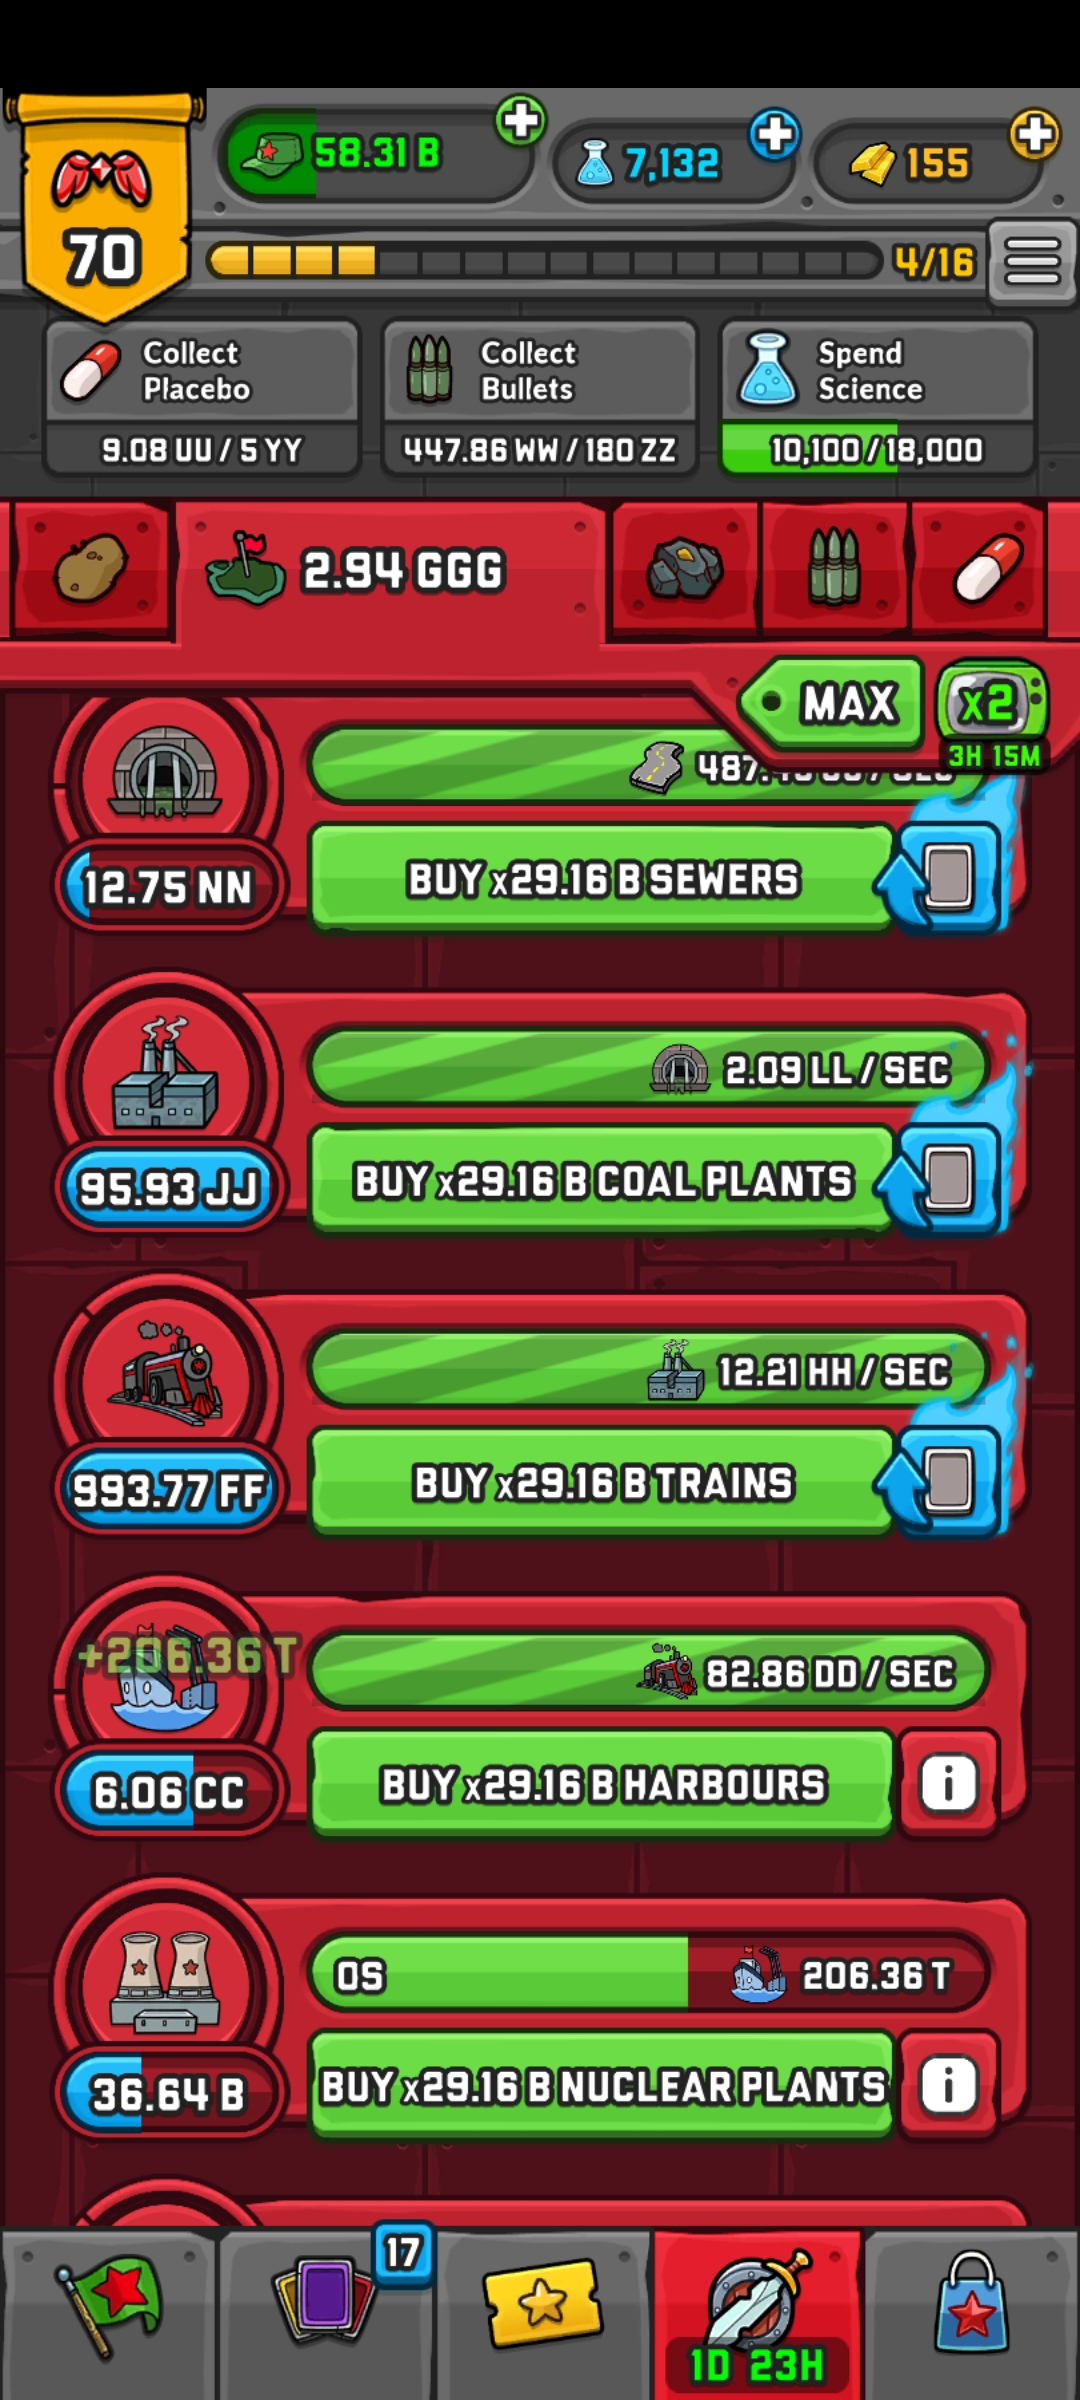 58.31 B
7,132
155
70
4/16
Collect
Placebo
9.08 UU / 5 YY
Collect
Bullets
447.86 WW / 180 ZZ
Spend
Science
10,100 / 18,000
2.94 GGG
MAX
x2
3H 15M
12.75 NN
BUY x29.16 B SEWERS
2.09 LL / SEC
95.93 JJ
BUY x29.16 B COAL PLANTS
12.21 HH / SEC
993.77 FF
BUY x29.16 B TRAINS
+206.36 T
82.86 DD / SEC
6.06 CC
BUY x29.16 B HARBOURS
i
0S
206.36 T
36.64 B
BUY x29.16 B NUCLEAR PLANTS
i
17
1D 23H